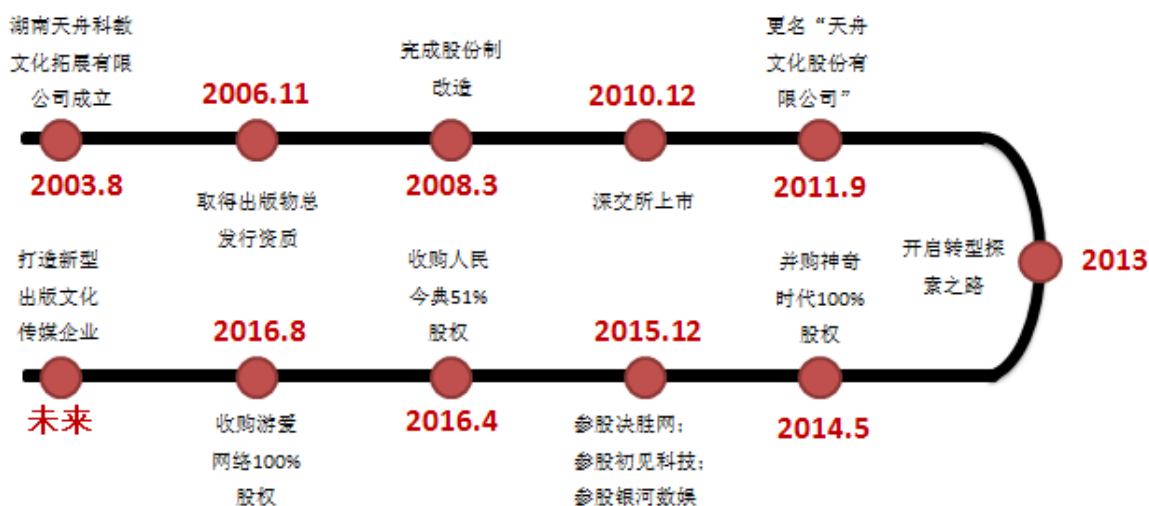 湖南天舟科教
文化拓展有限
公司成立
2003.8
2006.11
取得出版物总
发行资质
完成股份制
改造
2008.3
2010.12
深交所上市
更名“天舟
文化股份有
限公司”
2011.9
2013
开启转型探
索之路
并购神奇
时代100%
股权
2014.5
2015.12
参股决胜网；
参股初见科技；
参股银河数娱
收购人民
今典51%
股权
2016.4
2016.8
收购游爱
网络100%
股权
打造新型
出版文化
传媒企业
未来